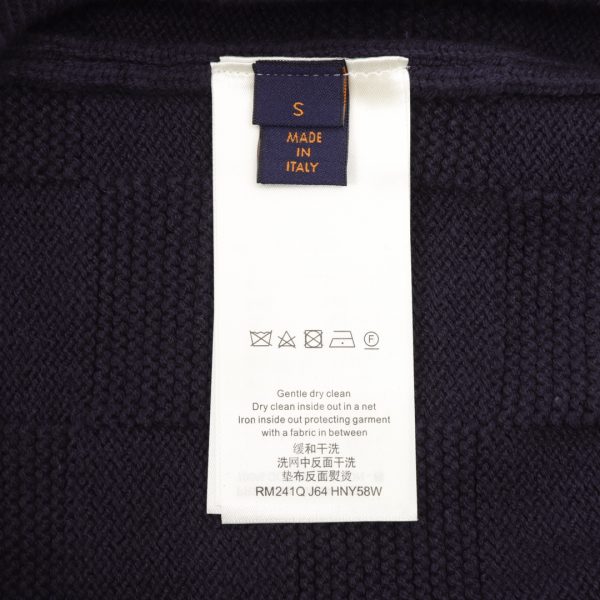 S
MADE
IN
ITALY
Gentle dry clean
Dry clean inside out in a net
Iron inside out protecting garment
with a fabric in between
缓和干洗
洗网中反面干洗
垫布反面熨烫
RM241Q J64 HNY58W